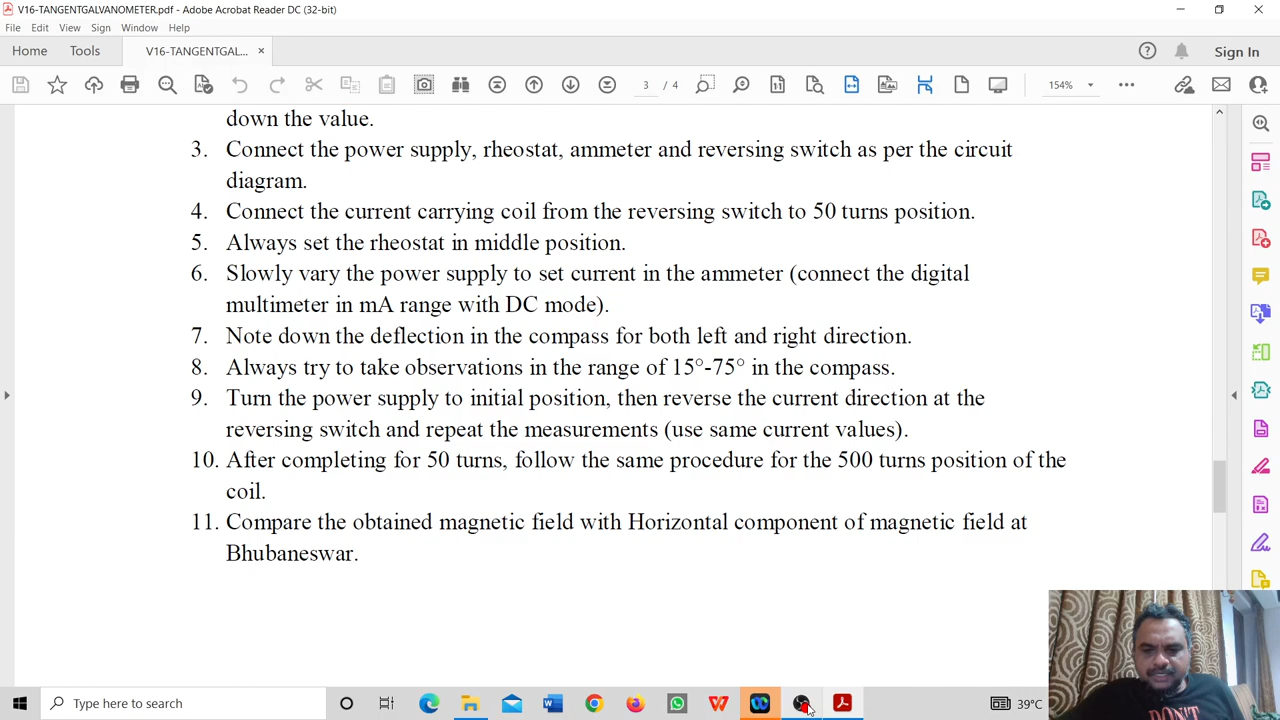 V16-TANGENTGALVANOMETER.pdf - Adobe Acrobat Reader DC (32-bit)
File Edit View Sign Window Help
Home Tools V16-TANGENTGAL... × Sign In
3 / 4 154%
down the value.
3. Connect the power supply, rheostat, ammeter and reversing switch as per the circuit
diagram.
4. Connect the current carrying coil from the reversing switch to 50 turns position.
5. Always set the rheostat in middle position.
6. Slowly vary the power supply to set current in the ammeter (connect the digital
multimeter in mA range with DC mode).
7. Note down the deflection in the compass for both left and right direction.
8. Always try to take observations in the range of 15°-75° in the compass.
9. Turn the power supply to initial position, then reverse the current direction at the
reversing switch and repeat the measurements (use same current values).
10. After completing for 50 turns, follow the same procedure for the 500 turns position of the
coil.
11. Compare the obtained magnetic field with Horizontal component of magnetic field at
Bhubaneswar.
Type here to search 39°C